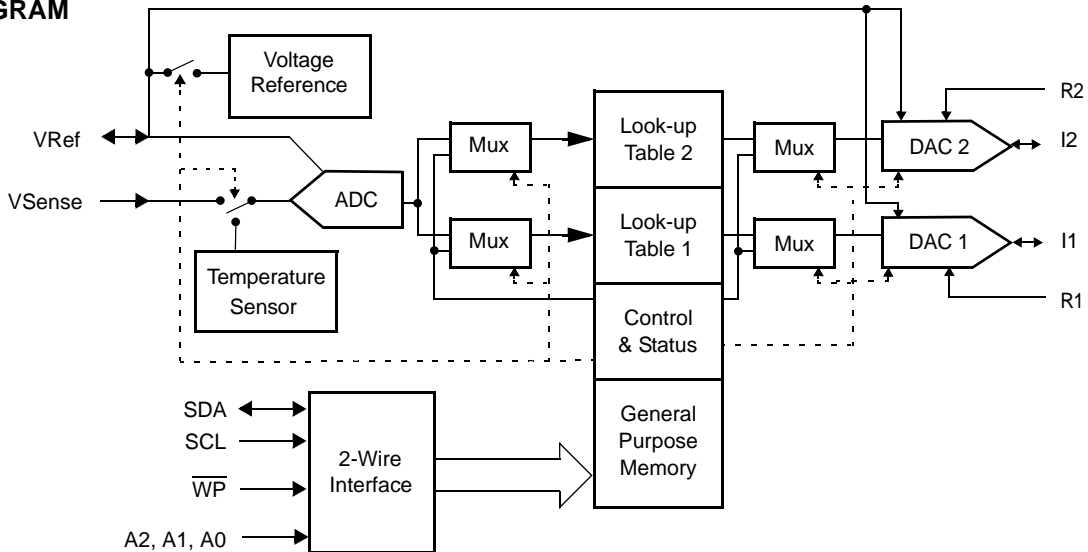 GRAM
Voltage
Reference
R2
VRef
Mux
Look-up
Table 2
Mux
DAC 2
I2
VSense
ADC
Mux
Look-up
Table 1
Mux
DAC 1
I1
Temperature
Sensor
R1
Control
& Status
SDA
SCL
WP
A2, A1, A0
2-Wire
Interface
General
Purpose
Memory